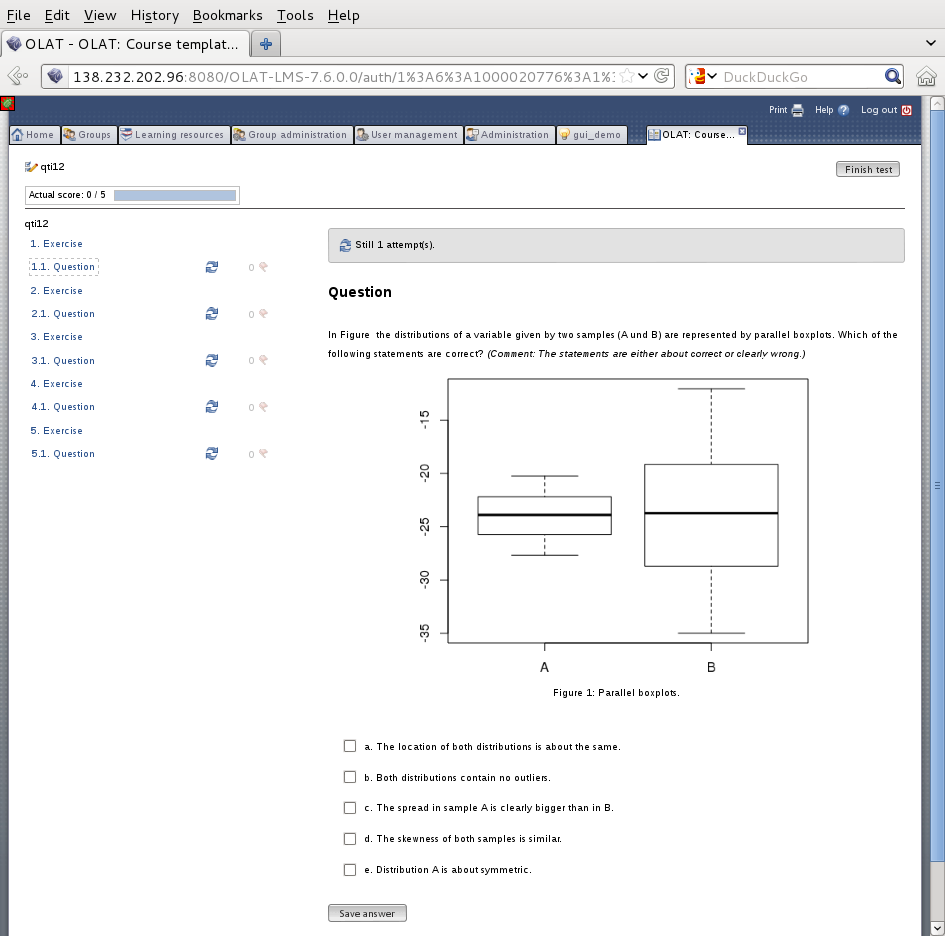 File Edit View History Bookmarks Tools Help
OLAT - OLAT: Course templat...
138.232.202.96:8080/OLAT-LMS-7.6.0.0/auth/1%3A6%3A1000020776%3A1%3
DuckDuckGo
Print Help Log out
Home Groups Learning resources Group administration User management Administration gui_demo OLAT: Course...
qti12
Finish test
Actual score: 0 / 5
qti12
1. Exercise
1.1. Question 0
2. Exercise
2.1. Question 0
3. Exercise
3.1. Question 0
4. Exercise
4.1. Question 0
5. Exercise
5.1. Question 0
Still 1 attempt(s).
Question
In Figure the distributions of a variable given by two samples (A und B) are represented by parallel boxplots. Which of the
following statements are correct? (Comment: The statements are either about correct or clearly wrong.)
-15
-20
-25
-30
-35
A B
Figure 1: Parallel boxplots.
a. The location of both distributions is about the same.
b. Both distributions contain no outliers.
c. The spread in sample A is clearly bigger than in B.
d. The skewness of both samples is similar.
e. Distribution A is about symmetric.
Save answer